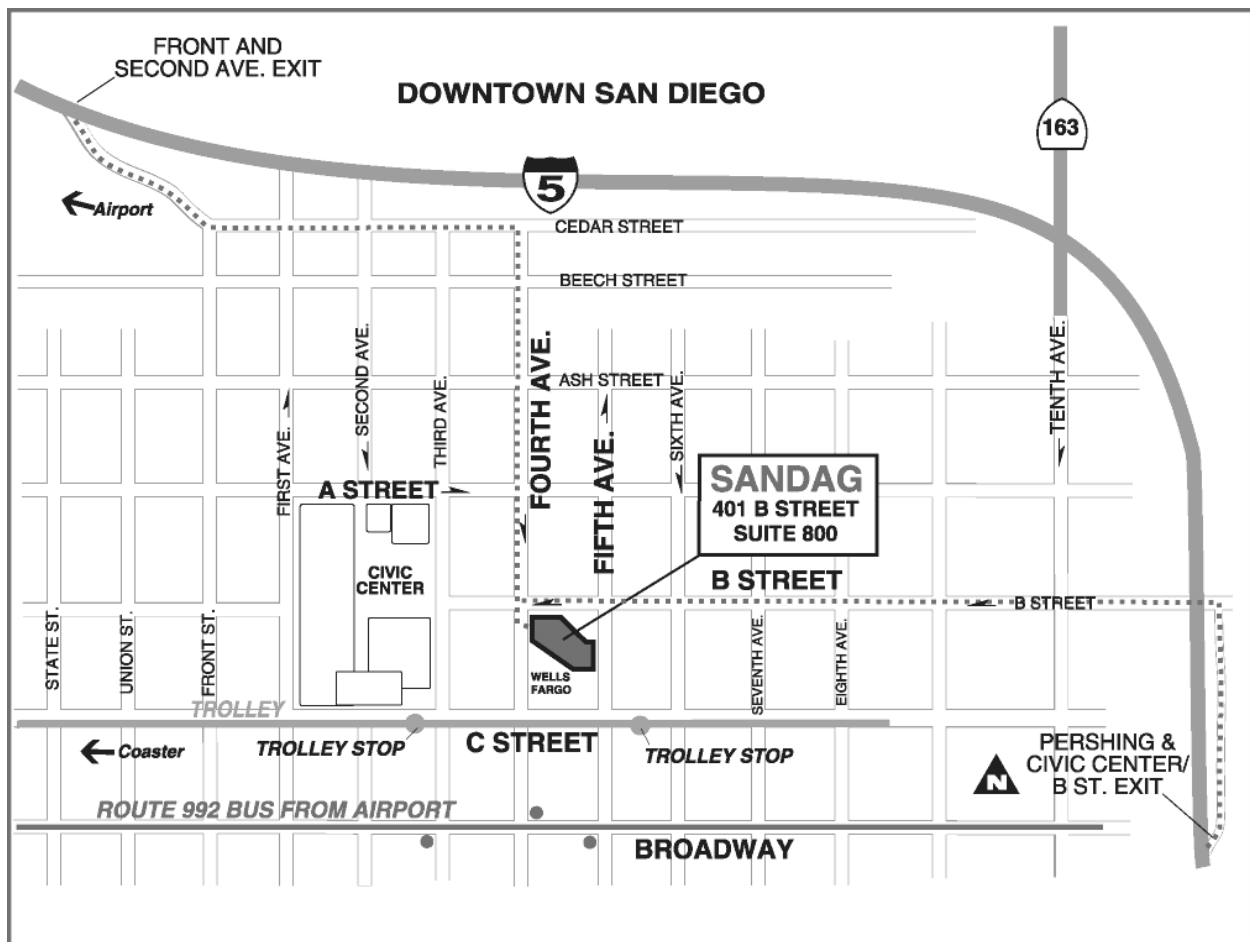 FRONT AND
SECOND AVE. EXIT
DOWNTOWN SAN DIEGO
163
5
Airport
CEDAR STREET
BEECH STREET
ASH STREET
FIRST AVE.
SECOND AVE.
THIRD AVE.
FOURTH AVE.
FIFTH AVE.
SIXTH AVE.
TENTH AVE.
A STREET
SANDAG
401 B STREET
SUITE 800
CIVIC
CENTER
B STREET
B STREET
STATE ST.
UNION ST.
FRONT ST.
WELLS
FARGO
SEVENTH AVE.
EIGHTH AVE.
TROLLEY
Coaster
TROLLEY STOP
C STREET
TROLLEY STOP
N
PERSHING &
CIVIC CENTER/
B ST. EXIT
ROUTE 992 BUS FROM AIRPORT
BROADWAY